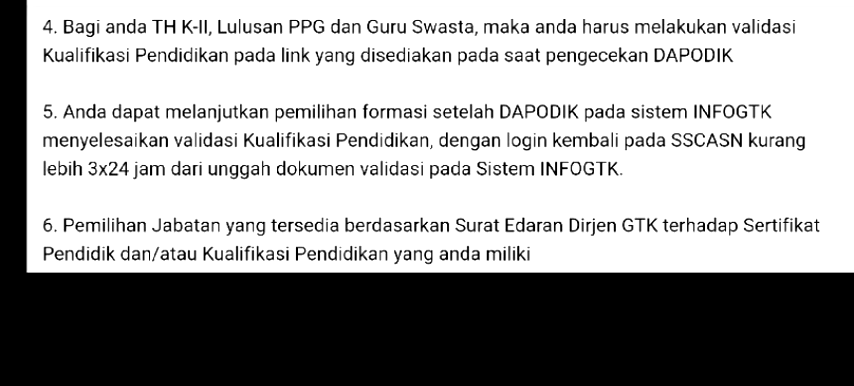 4. Bagi anda TH K-II, Lulusan PPG dan Guru Swasta, maka anda harus melakukan validasi
Kualifikasi Pendidikan pada link yang disediakan pada saat pengecekan DAPODIK
5. Anda dapat melanjutkan pemilihan formasi setelah DAPODIK pada sistem INFOGTK
menyelesaikan validasi Kualifikasi Pendidikan, dengan login kembali pada SSCASN kurang
lebih 3x24 jam dari unggah dokumen validasi pada Sistem INFOGTK.
6. Pemilihan Jabatan yang tersedia berdasarkan Surat Edaran Dirjen GTK terhadap Sertifikat
Pendidik dan/atau Kualifikasi Pendidikan yang anda miliki